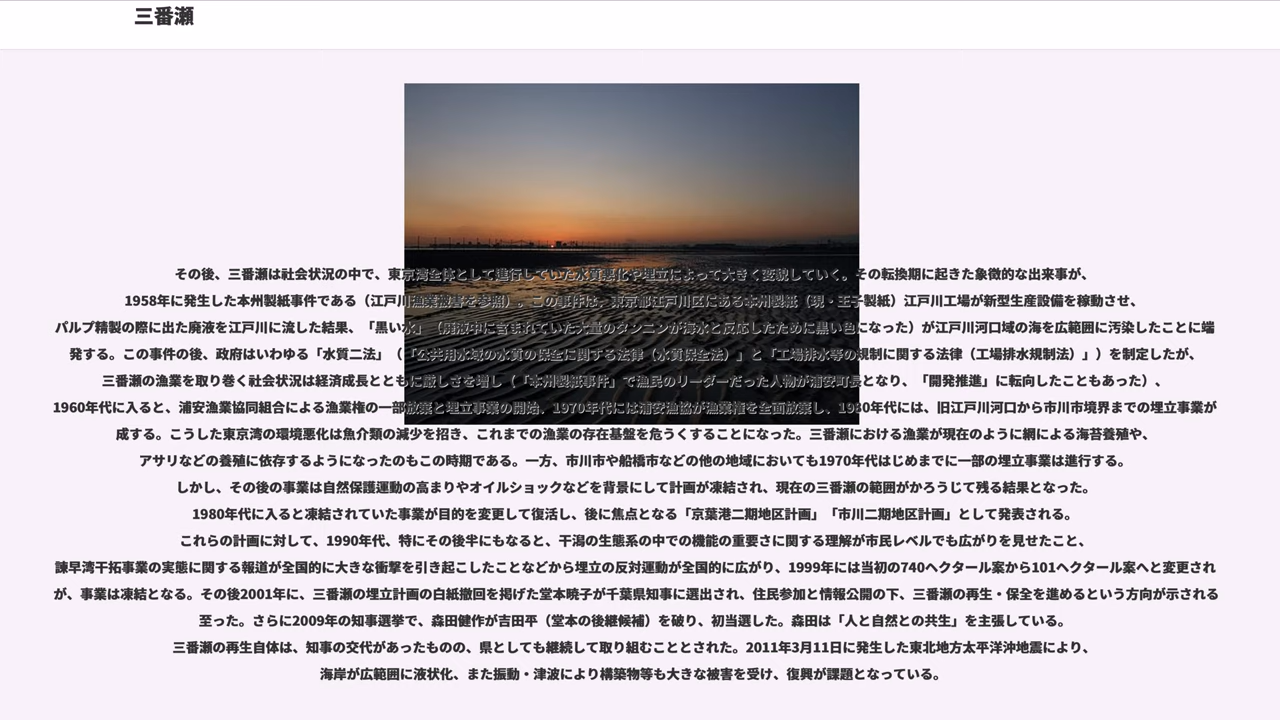 三番瀬
その後、三番瀬は社会状況の中で、東京湾全体として進行していた水質悪化や埋立によって大きく変貌していく。その転換期に起きた象徴的な出来事が、
1958年に発生した本州製紙事件である（江戸川漁業被害を参照）。この事件は、東京都江戸川区にある本州製紙（現・王子製紙）江戸川工場が新型生産設備を稼動させ、
パルプ精製の際に出た廃液を江戸川に流した結果、「黒い水」（廃液中に含まれていた大量のタンニンが海水と反応したために黒い色になった）が江戸川河口域の海を広範囲に汚染したことに端
発する。この事件の後、政府はいわゆる「水質二法」（「公共用水域の水質の保全に関する法律（水質保全法）」と「工場排水等の規制に関する法律（工場排水規制法）」）を制定したが、
三番瀬の漁業を取り巻く社会状況は経済成長とともに厳しさを増し（「本州製紙事件」で漁民のリーダーだった人物が浦安町長となり、「開発推進」に転向したこともあった）、
1960年代に入ると、浦安漁業協同組合による漁業権の一部放棄と埋立事業の開始、1970年代には浦安漁協が漁業権を全面放棄し、1980年代には、旧江戸川河口から市川市境界までの埋立事業が
成する。こうした東京湾の環境悪化は魚介類の減少を招き、これまでの漁業の存在基盤を危うくすることになった。三番瀬における漁業が現在のように網による海苔養殖や、
アサリなどの養殖に依存するようになったのもこの時期である。一方、市川市や船橋市などの他の地域においても1970年代はじめまでに一部の埋立事業は進行する。
しかし、その後の事業は自然保護運動の高まりやオイルショックなどを背景にして計画が凍結され、現在の三番瀬の範囲がかろうじて残る結果となった。
1980年代に入ると凍結されていた事業が目的を変更して復活し、後に焦点となる「京葉港二期地区計画」「市川二期地区計画」として発表される。
これらの計画に対して、1990年代、特にその後半にもなると、干潟の生態系の中での機能の重要さに関する理解が市民レベルでも広がりを見せたこと、
諫早湾干拓事業の実態に関する報道が全国的に大きな衝撃を引き起こしたことなどから埋立の反対運動が全国的に広がり、1999年には当初の740ヘクタール案から101ヘクタール案へと変更され
が、事業は凍結となる。その後2001年に、三番瀬の埋立計画の白紙撤回を掲げた堂本暁子が千葉県知事に選出され、住民参加と情報公開の下、三番瀬の再生・保全を進めるという方向が示される
至った。さらに2009年の知事選挙で、森田健作が吉田平（堂本の後継候補）を破り、初当選した。森田は「人と自然との共生」を主張している。
三番瀬の再生自体は、知事の交代があったものの、県としても継続して取り組むこととされた。2011年3月11日に発生した東北地方太平洋沖地震により、
海岸が広範囲に液状化、また振動・津波により構築物等も大きな被害を受け、復興が課題となっている。